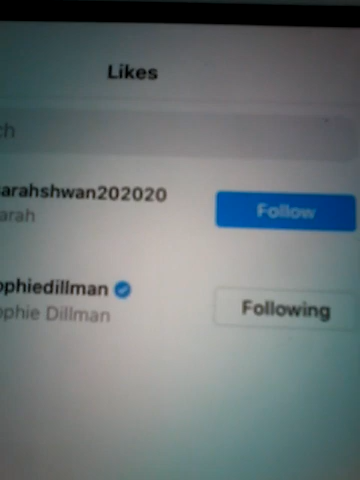 Likes
ch
arahshwan202020
Follow
arah
ophiedillman
Following
ophie Dillman